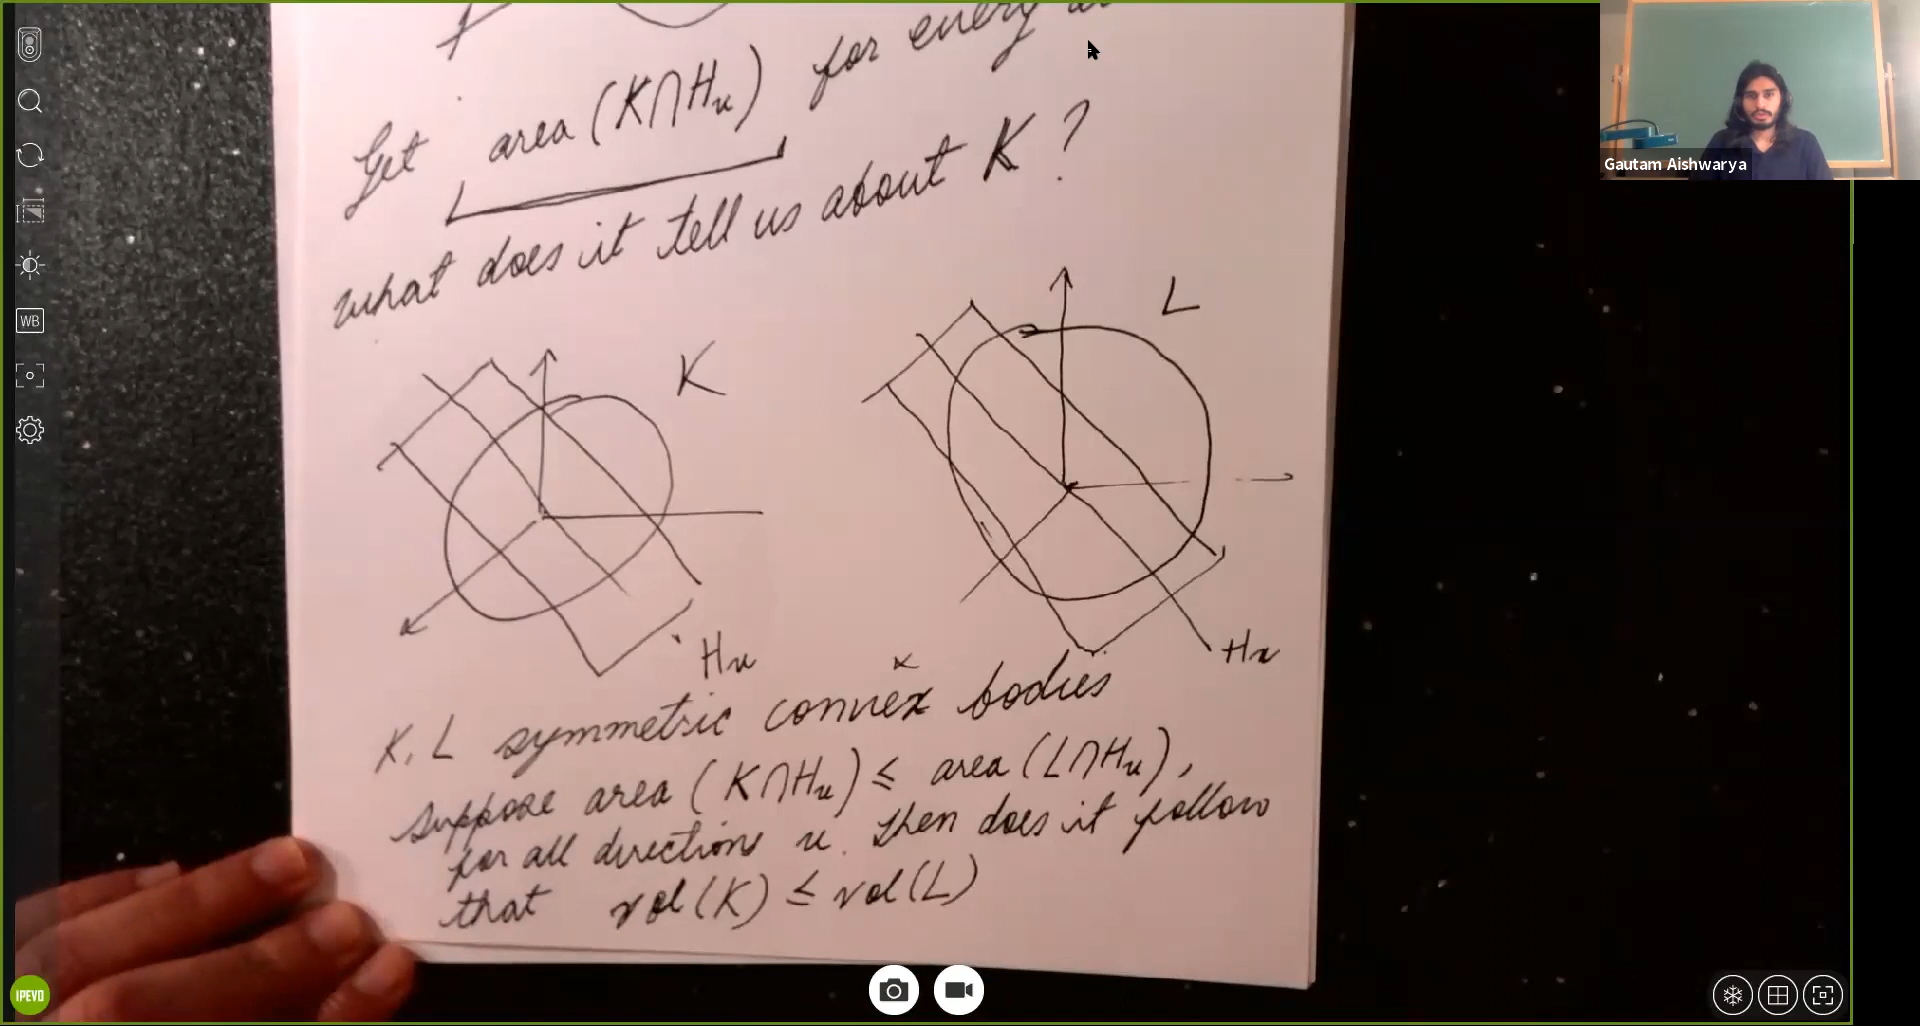 Get area (K∩Hu) for every
what does it tell us about K?
K
L
Hu
Hu
K, L symmetric convex bodies
Suppose area (K∩Hu) ≤ area (L∩Hu),
for all directions u. Then does it follow
that vol(K) ≤ vol(L)
Gautam Aishwarya
WB
IPEVO